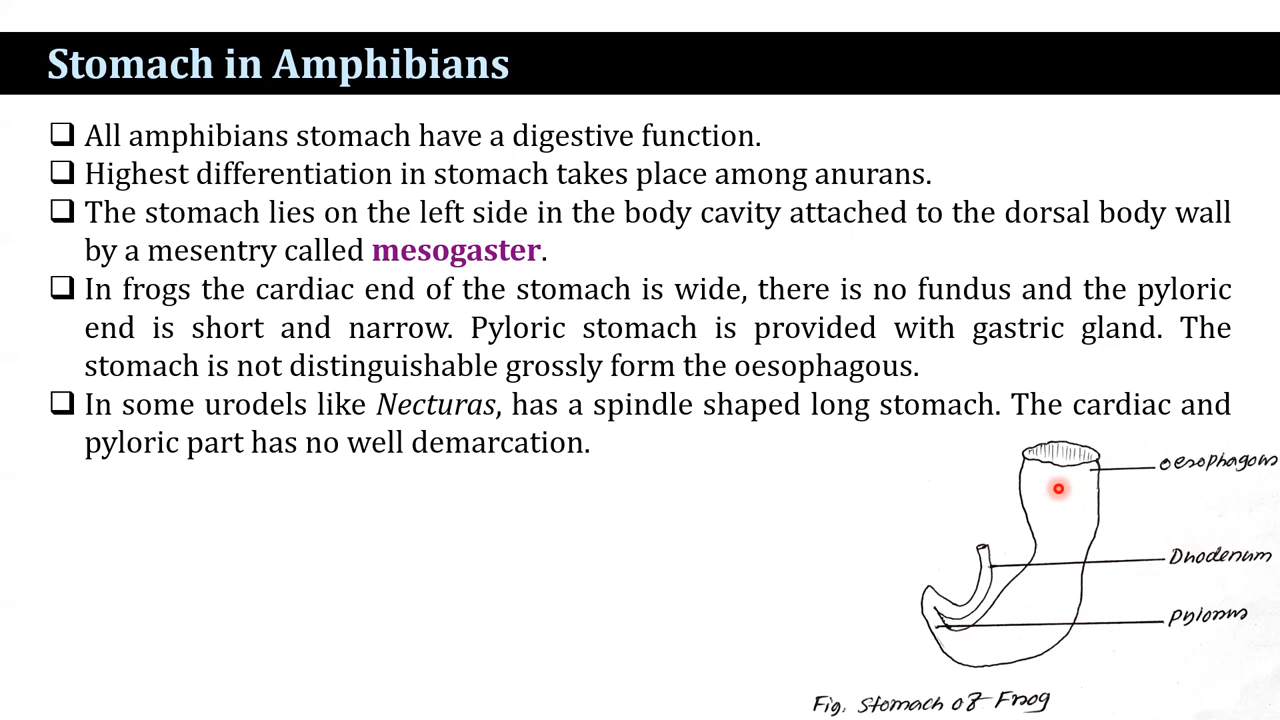 Stomach in Amphibians
❑ All amphibians stomach have a digestive function.
❑ Highest differentiation in stomach takes place among anurans.
❑ The stomach lies on the left side in the body cavity attached to the dorsal body wall
by a mesentry called mesogaster.
❑ In frogs the cardiac end of the stomach is wide, there is no fundus and the pyloric
end is short and narrow. Pyloric stomach is provided with gastric gland. The
stomach is not distinguishable grossly form the oesophagous.
❑ In some urodels like Necturas, has a spindle shaped long stomach. The cardiac and
pyloric part has no well demarcation.
oesophagous
Duodenum
pylorus
Fig. Stomach of Frog